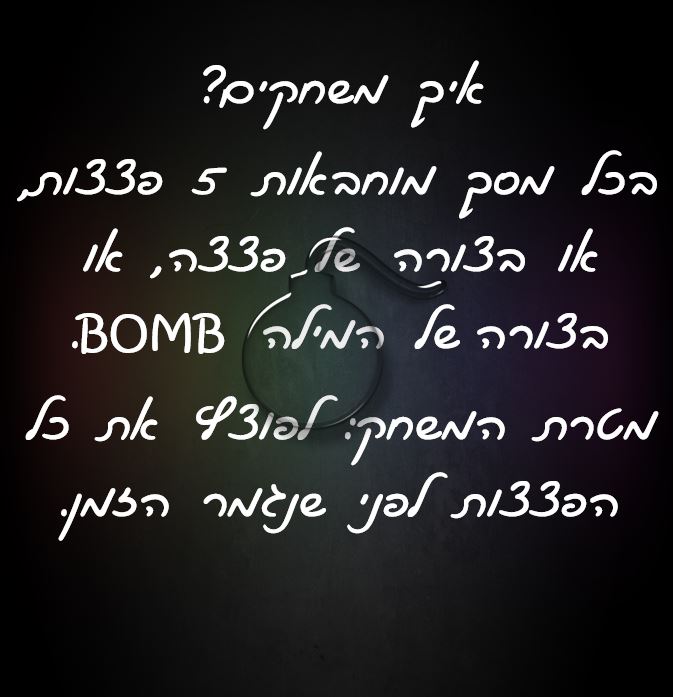 איך משחקים?
בכל מסך מוחבאות 5 פצצות,
או בצורה של פצצה, או
בצורה של המילה BOMB.
מטרת המשחק: לפוצץ את כל
הפצצות לפני שנגמר הזמן.